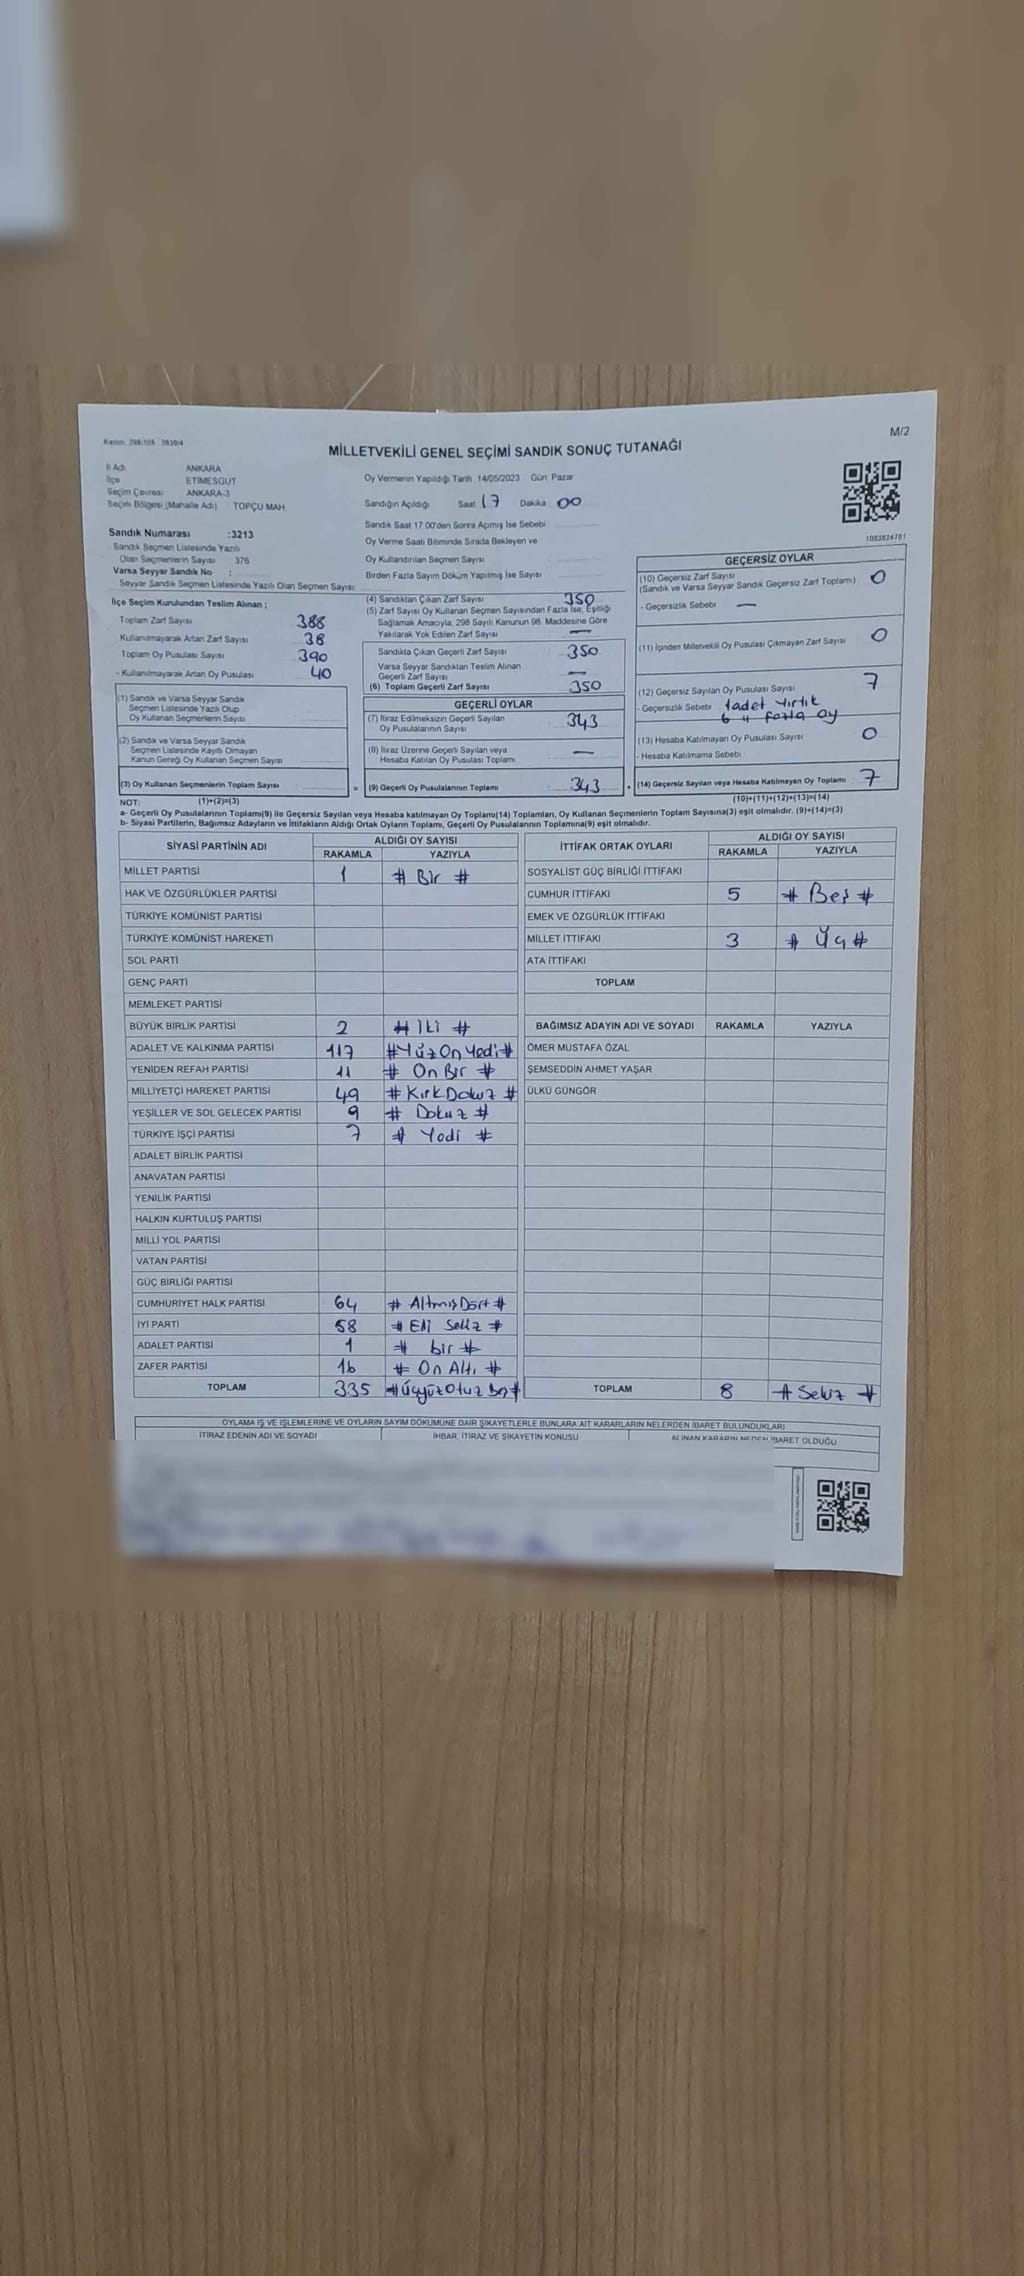 Kanun 298/105 2839/4
M/2
MİLLETVEKİLİ GENEL SEÇİMİ SANDIK SONUÇ TUTANAĞI
İl Adı ANKARA
İlçe ETİMESGUT
Seçim Çevresi ANKARA-3
Seçim Bölgesi (Mahalle Adı) TOPÇU MAH.
Sandık Numarası :3213
Sandık Seçmen Listesinde Yazılı
Olan Seçmenlerin Sayısı 376
Varsa Seyyar Sandık No :
Seyyar Sandık Seçmen Listesinde Yazılı Olan Seçmen Sayısı
İlçe Seçim Kurulundan Teslim Alınan ;
Toplam Zarf Sayısı 388
Kullanılmayarak Artan Zarf Sayısı 38
Toplam Oy Pusulası Sayısı 390
- Kullanılmayarak Artan Oy Pusulası 40
(1) Sandık ve Varsa Seyyar Sandık
Seçmen Listesinde Yazılı Olup
Oy Kullanan Seçmenlerin Sayısı
(2) Sandık ve Varsa Seyyar Sandık
Seçmen Listesinde Kayıtlı Olmayan
Kanun Gereği Oy Kullanan Seçmen Sayısı
(3) Oy Kullanan Seçmenlerin Toplam Sayısı =
Oy Vermenin Yapıldığı Tarih 14/05/2023 Gün: Pazar
Sandığın Açıldığı Saat 17 Dakika 00
Sandık Saat 17.00'den Sonra Açılmış İse Sebebi
Oy Verme Saati Bitiminde Sırada Bekleyen ve
Oy Kullandırılan Seçmen Sayısı
Birden Fazla Sayım Döküm Yapılmış İse Sayısı
(4) Sandıktan Çıkan Zarf Sayısı 350
(5) Zarf Sayısı Oy Kullanan Seçmen Sayısından Fazla İse, Eşitliği
Sağlamak Amacıyla, 298 Sayılı Kanunun 98. Maddesine Göre
Yakılarak Yok Edilen Zarf Sayısı —
Sandıkta Çıkan Geçerli Zarf Sayısı 350
Varsa Seyyar Sandıktan Teslim Alınan
Geçerli Zarf Sayısı —
(6) Toplam Geçerli Zarf Sayısı 350
GEÇERLİ OYLAR
(7) İtiraz Edilmeksizin Geçerli Sayılan
Oy Pusulalarının Sayısı 343
(8) İtiraz Üzerine Geçerli Sayılan veya
Hesaba Katılan Oy Pusulası Toplamı —
(9) Geçerli Oy Pusulalarının Toplamı 343 +
1083824781
GEÇERSİZ OYLAR
(10) Geçersiz Zarf Sayısı
(Sandık ve Varsa Seyyar Sandık Geçersiz Zarf Toplamı) 0
- Geçersizlik Sebebi —
(11) İçinden Milletvekili Oy Pusulası Çıkmayan Zarf Sayısı 0
(12) Geçersiz Sayılan Oy Pusulası Sayısı 7
- Geçersizlik Sebebi 1adet yırtık
6 " fazla oy
(13) Hesaba Katılmayan Oy Pusulası Sayısı 0
- Hesaba Katılmama Sebebi
(14) Geçersiz Sayılan veya Hesaba Katılmayan Oy Toplamı 7
NOT: (1)+(2)=(3) (10)+(11)+(12)+(13)=(14)
a- Geçerli Oy Pusulalarının Toplamı(9) ile Geçersiz Sayılan veya Hesaba katılmayan Oy Toplamı(14) Toplamları, Oy Kullanan Seçmenlerin Toplam Sayısına(3) eşit olmalıdır. (9)+(14)=(3)
b- Siyasi Partilerin, Bağımsız Adayların ve İttifakların Aldığı Ortak Oyların Toplamı, Geçerli Oy Pusulalarının Toplamına(9) eşit olmalıdır.
SİYASİ PARTİNİN ADI ALDIĞI OY SAYISI
RAKAMLA YAZIYLA
MİLLET PARTİSİ 1 # Bir #
HAK VE ÖZGÜRLÜKLER PARTİSİ
TÜRKİYE KOMÜNİST PARTİSİ
TÜRKİYE KOMÜNİST HAREKETİ
SOL PARTİ
GENÇ PARTİ
MEMLEKET PARTİSİ
BÜYÜK BİRLİK PARTİSİ 2 # İki #
ADALET VE KALKINMA PARTİSİ 117 # Yüz On Yedi #
YENİDEN REFAH PARTİSİ 11 # On Bir #
MİLLİYETÇİ HAREKET PARTİSİ 49 # Kırk Dokuz #
YEŞİLLER VE SOL GELECEK PARTİSİ 9 # Dokuz #
TÜRKİYE İŞÇİ PARTİSİ 7 # Yedi #
ADALET BİRLİK PARTİSİ
ANAVATAN PARTİSİ
YENİLİK PARTİSİ
HALKIN KURTULUŞ PARTİSİ
MİLLİ YOL PARTİSİ
VATAN PARTİSİ
GÜÇ BİRLİĞİ PARTİSİ
CUMHURİYET HALK PARTİSİ 64 # Altmış Dört #
İYİ PARTİ 58 # Eli Sekiz #
ADALET PARTİSİ 1 # bir #
ZAFER PARTİSİ 16 # On Altı #
TOPLAM 335 # Üçyüz Otuz Beş #
İTTİFAK ORTAK OYLARI ALDIĞI OY SAYISI
RAKAMLA YAZIYLA
SOSYALİST GÜÇ BİRLİĞİ İTTİFAKI
CUMHUR İTTİFAKI 5 # Beş #
EMEK VE ÖZGÜRLÜK İTTİFAKI
MİLLET İTTİFAKI 3 # Üç #
ATA İTTİFAKI
TOPLAM
BAĞIMSIZ ADAYIN ADI VE SOYADI RAKAMLA YAZIYLA
ÖMER MUSTAFA ÖZAL
ŞEMSEDDİN AHMET YAŞAR
ÜLKÜ GÜNGÖR
TOPLAM 8 # Sekiz #
OYLAMA İŞ VE İŞLEMLERİNE VE OYLARIN SAYIM DÖKÜMÜNE DAİR ŞİKAYETLERLE BUNLARA AİT KARARLARIN NELERDEN İBARET BULUNDUKLARI
İTİRAZ EDENİN ADI VE SOYADI İHBAR, İTİRAZ VE ŞİKAYETİN KONUSU ALINAN KARARIN NEDEN İBARET OLDUĞU